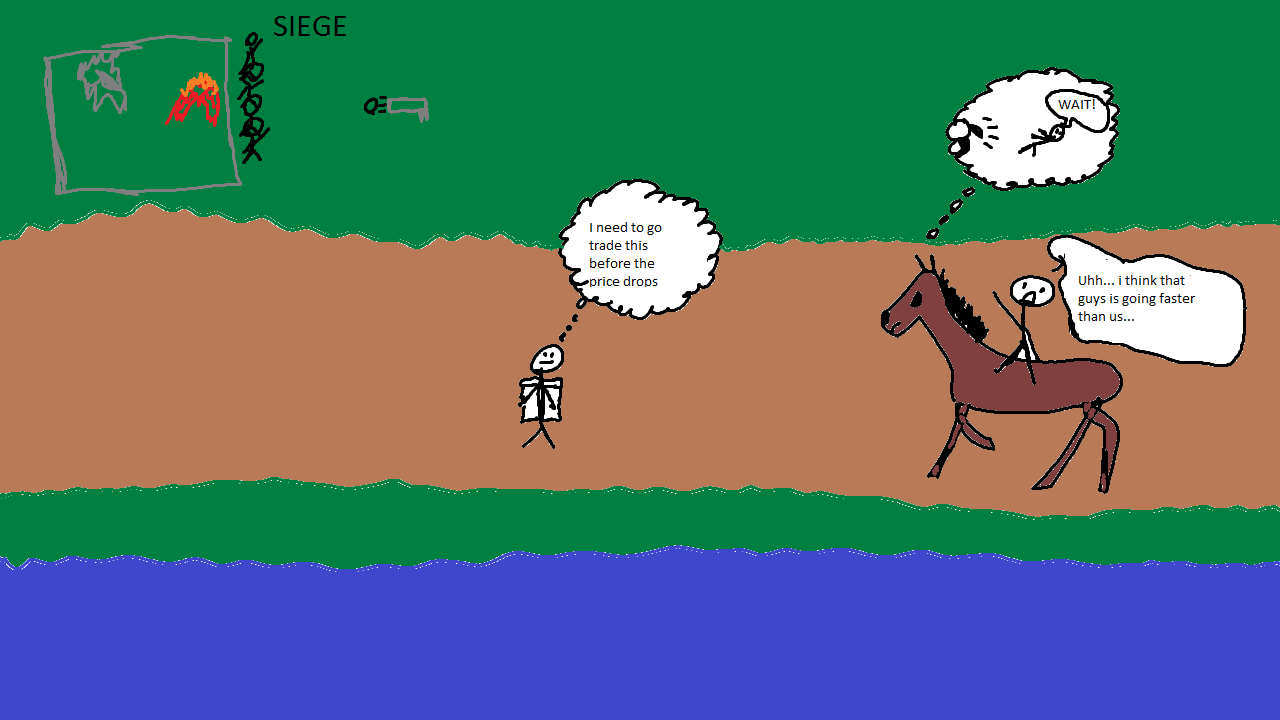 SIEGE
WAIT!
I need to go
trade this
before the
price drops
Uhh... i think that
guys is going faster
than us...